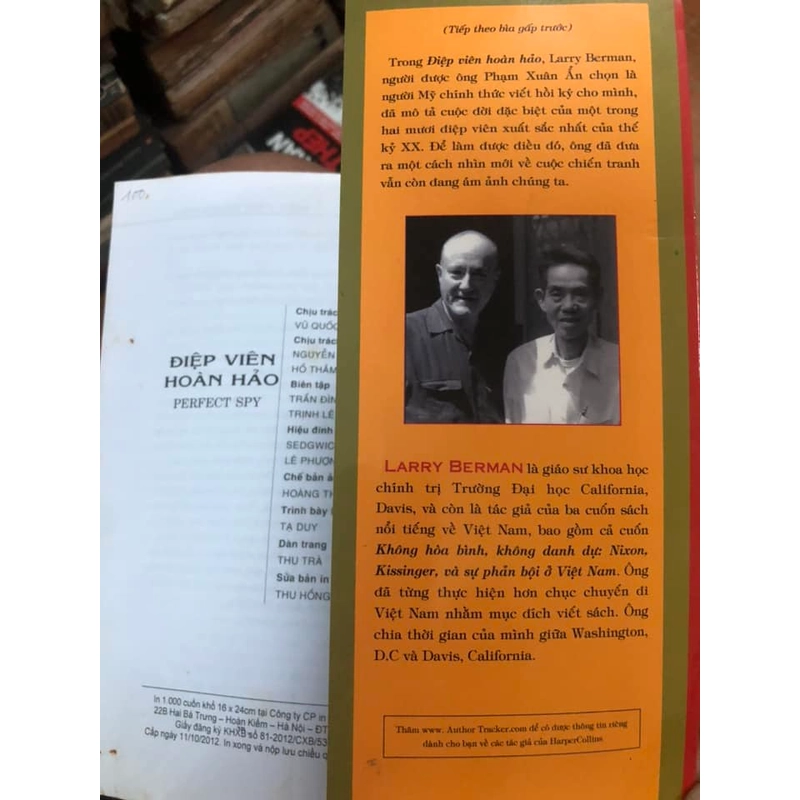 100.
ĐIỆP VIÊN
HOÀN HẢO
PERFECT SPY
Chịu trác
VŨ QUỐC
Chịu trác
NGUYỄN
HỒ THẮM
Biên tập
TRẦN ĐÌN
TRỊNH LÊ
Hiệu đính
SEDGWIC
LÊ PHƯƠN
Chế bản ả
HOÀNG TH
Trình bày
TẠ DUY
Dàn trang
THU TRÀ
Sửa bản in
THU HỒNG
In 1.000 cuốn khổ 16 x 24cm tại Công ty CP in
22B Hai Bà Trưng – Hoàn Kiếm – Hà Nội – ĐT
Giấy đăng ký KHXB số 81-2012/CXB/53
Cấp ngày 11/10/2012. In xong và nộp lưu chiểu q
(Tiếp theo bìa gấp trước)
Trong Điệp viên hoàn hảo, Larry Berman,
người được ông Phạm Xuân Ẩn chọn là
người Mỹ chính thức viết hồi ký cho mình,
đã mô tả cuộc đời đặc biệt của một trong
hai mươi điệp viên xuất sắc nhất của thế
kỷ XX. Để làm được điều đó, ông đã đưa
ra một cách nhìn mới về cuộc chiến tranh
vẫn còn đang ám ảnh chúng ta.
LARRY BERMAN là giáo sư khoa học
chính trị Trường Đại học California,
Davis, và còn là tác giả của ba cuốn sách
nổi tiếng về Việt Nam, bao gồm cả cuốn
Không hòa bình, không danh dự: Nixon,
Kissinger, và sự phản bội ở Việt Nam. Ông
đã từng thực hiện hơn chục chuyến đi
Việt Nam nhằm mục đích viết sách. Ông
chia thời gian của mình giữa Washington,
D.C và Davis, California.
Thăm www. Author Tracker.com để có được thông tin riêng
dành cho bạn về các tác giả của HarperCollins